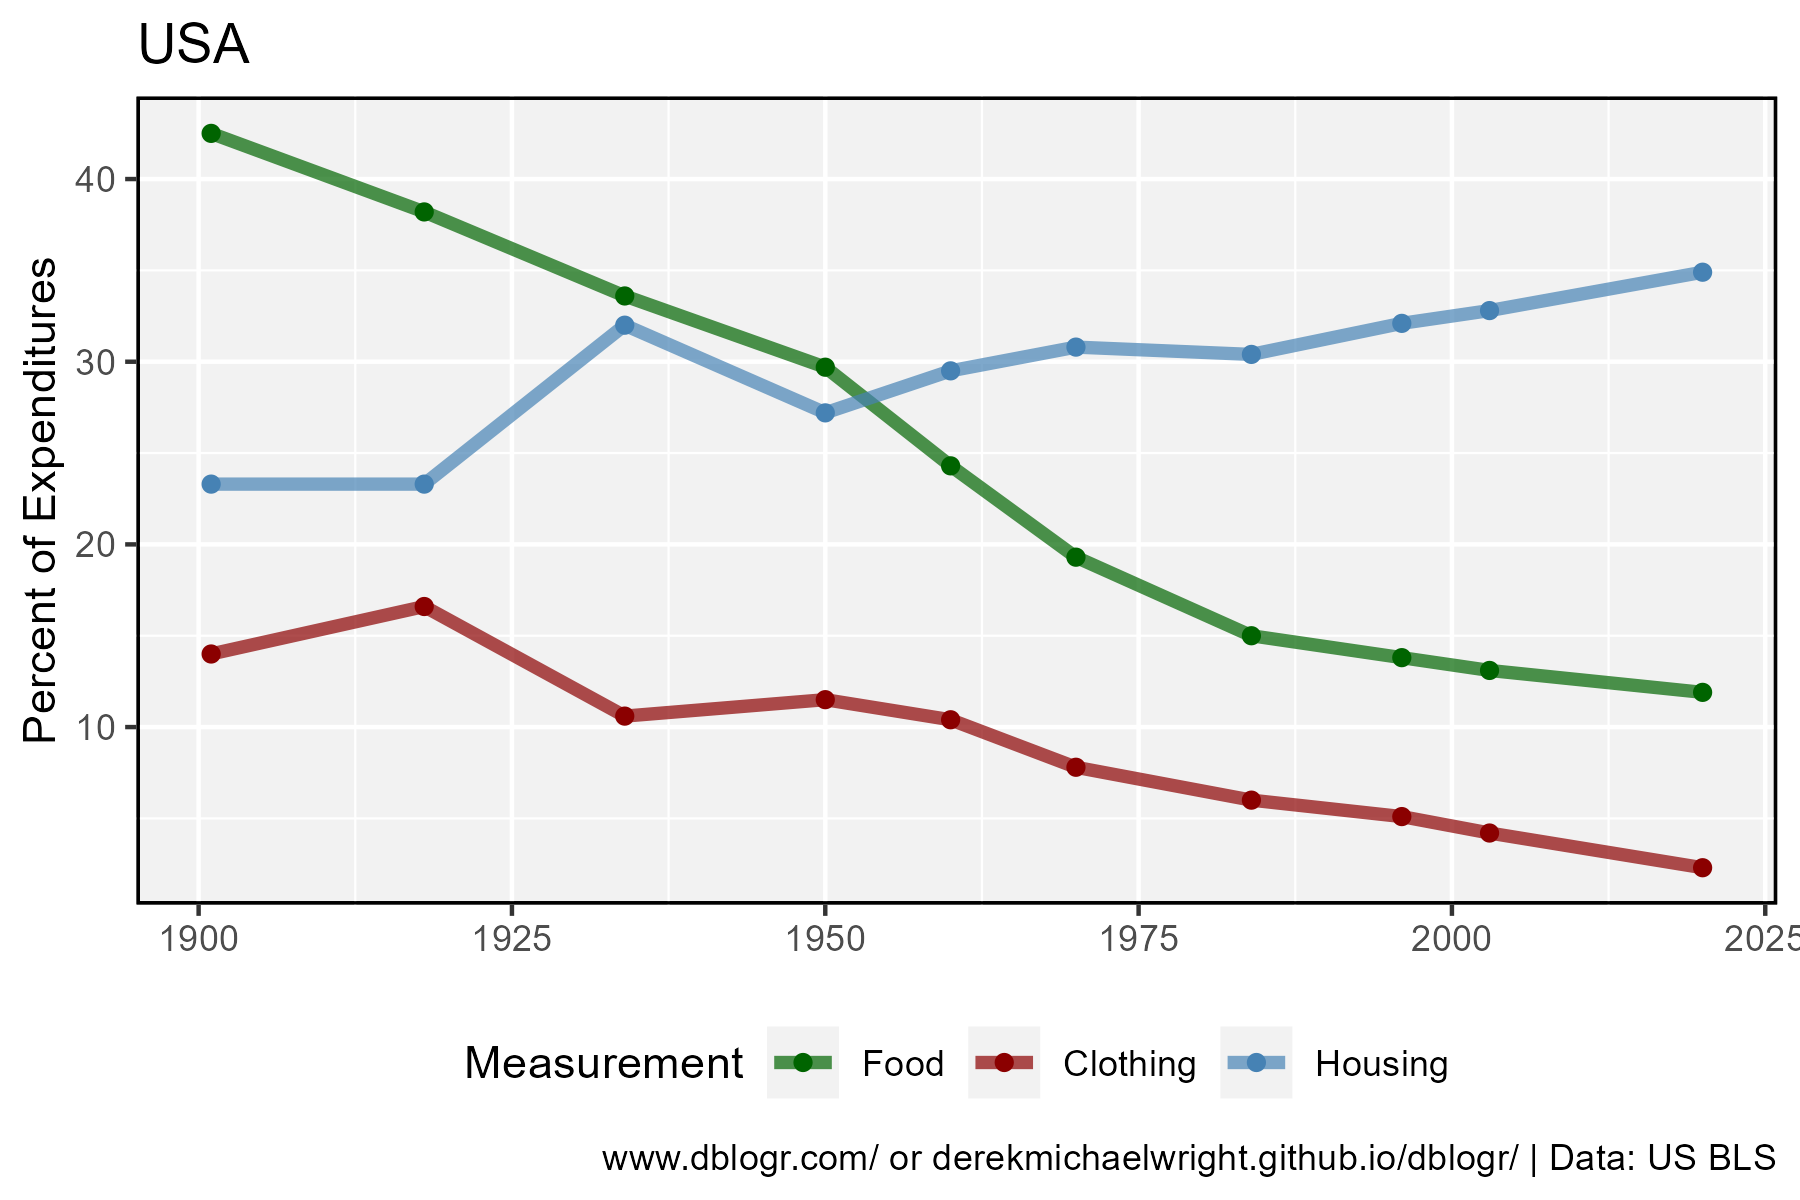 USA
Percent of Expenditures
40
30
20
10
1900 1925 1950 1975 2000 2025
Measurement Food Clothing Housing
www.dblogr.com/ or derekmichaelwright.github.io/dblogr/ | Data: US BLS